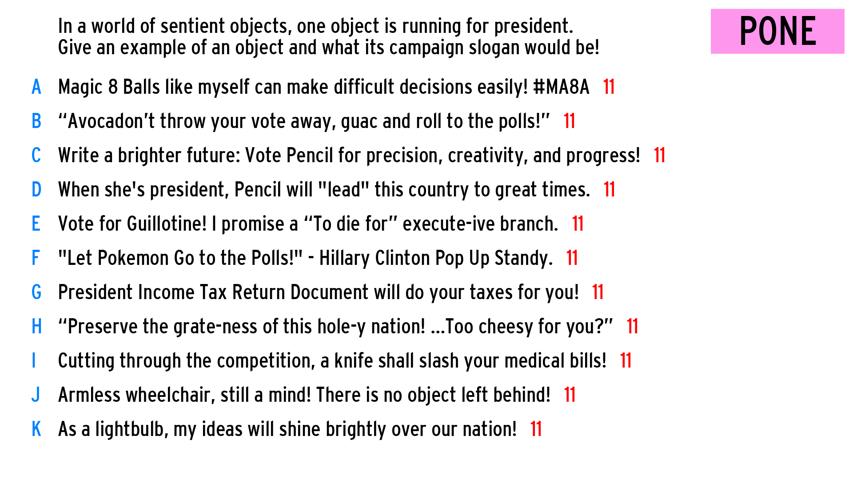 In a world of sentient objects, one object is running for president.
Give an example of an object and what its campaign slogan would be!
PONE
A Magic 8 Balls like myself can make difficult decisions easily! #MA8A 11
B “Avocadon’t throw your vote away, guac and roll to the polls!” 11
C Write a brighter future: Vote Pencil for precision, creativity, and progress! 11
D When she's president, Pencil will "lead" this country to great times. 11
E Vote for Guillotine! I promise a “To die for” execute-ive branch. 11
F "Let Pokemon Go to the Polls!" - Hillary Clinton Pop Up Standy. 11
G President Income Tax Return Document will do your taxes for you! 11
H “Preserve the grate-ness of this hole-y nation! ...Too cheesy for you?” 11
I Cutting through the competition, a knife shall slash your medical bills! 11
J Armless wheelchair, still a mind! There is no object left behind! 11
K As a lightbulb, my ideas will shine brightly over our nation! 11